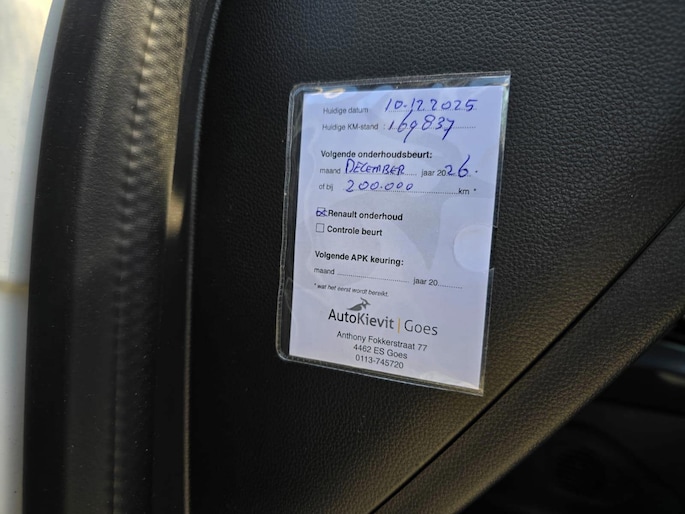 Huidige datum : 10.12.2025
Huidige KM-stand : 169837
Volgende onderhoudsbeurt:
maand DECEMBER jaar 2026.
of bij 200.000 km *
Renault onderhoud
Controle beurt
Volgende APK keuring:
maand ........................ jaar 20........
* wat het eerst wordt bereikt.
AutoKievit | Goes
Anthony Fokkerstraat 77
4462 ES Goes
0113-745720